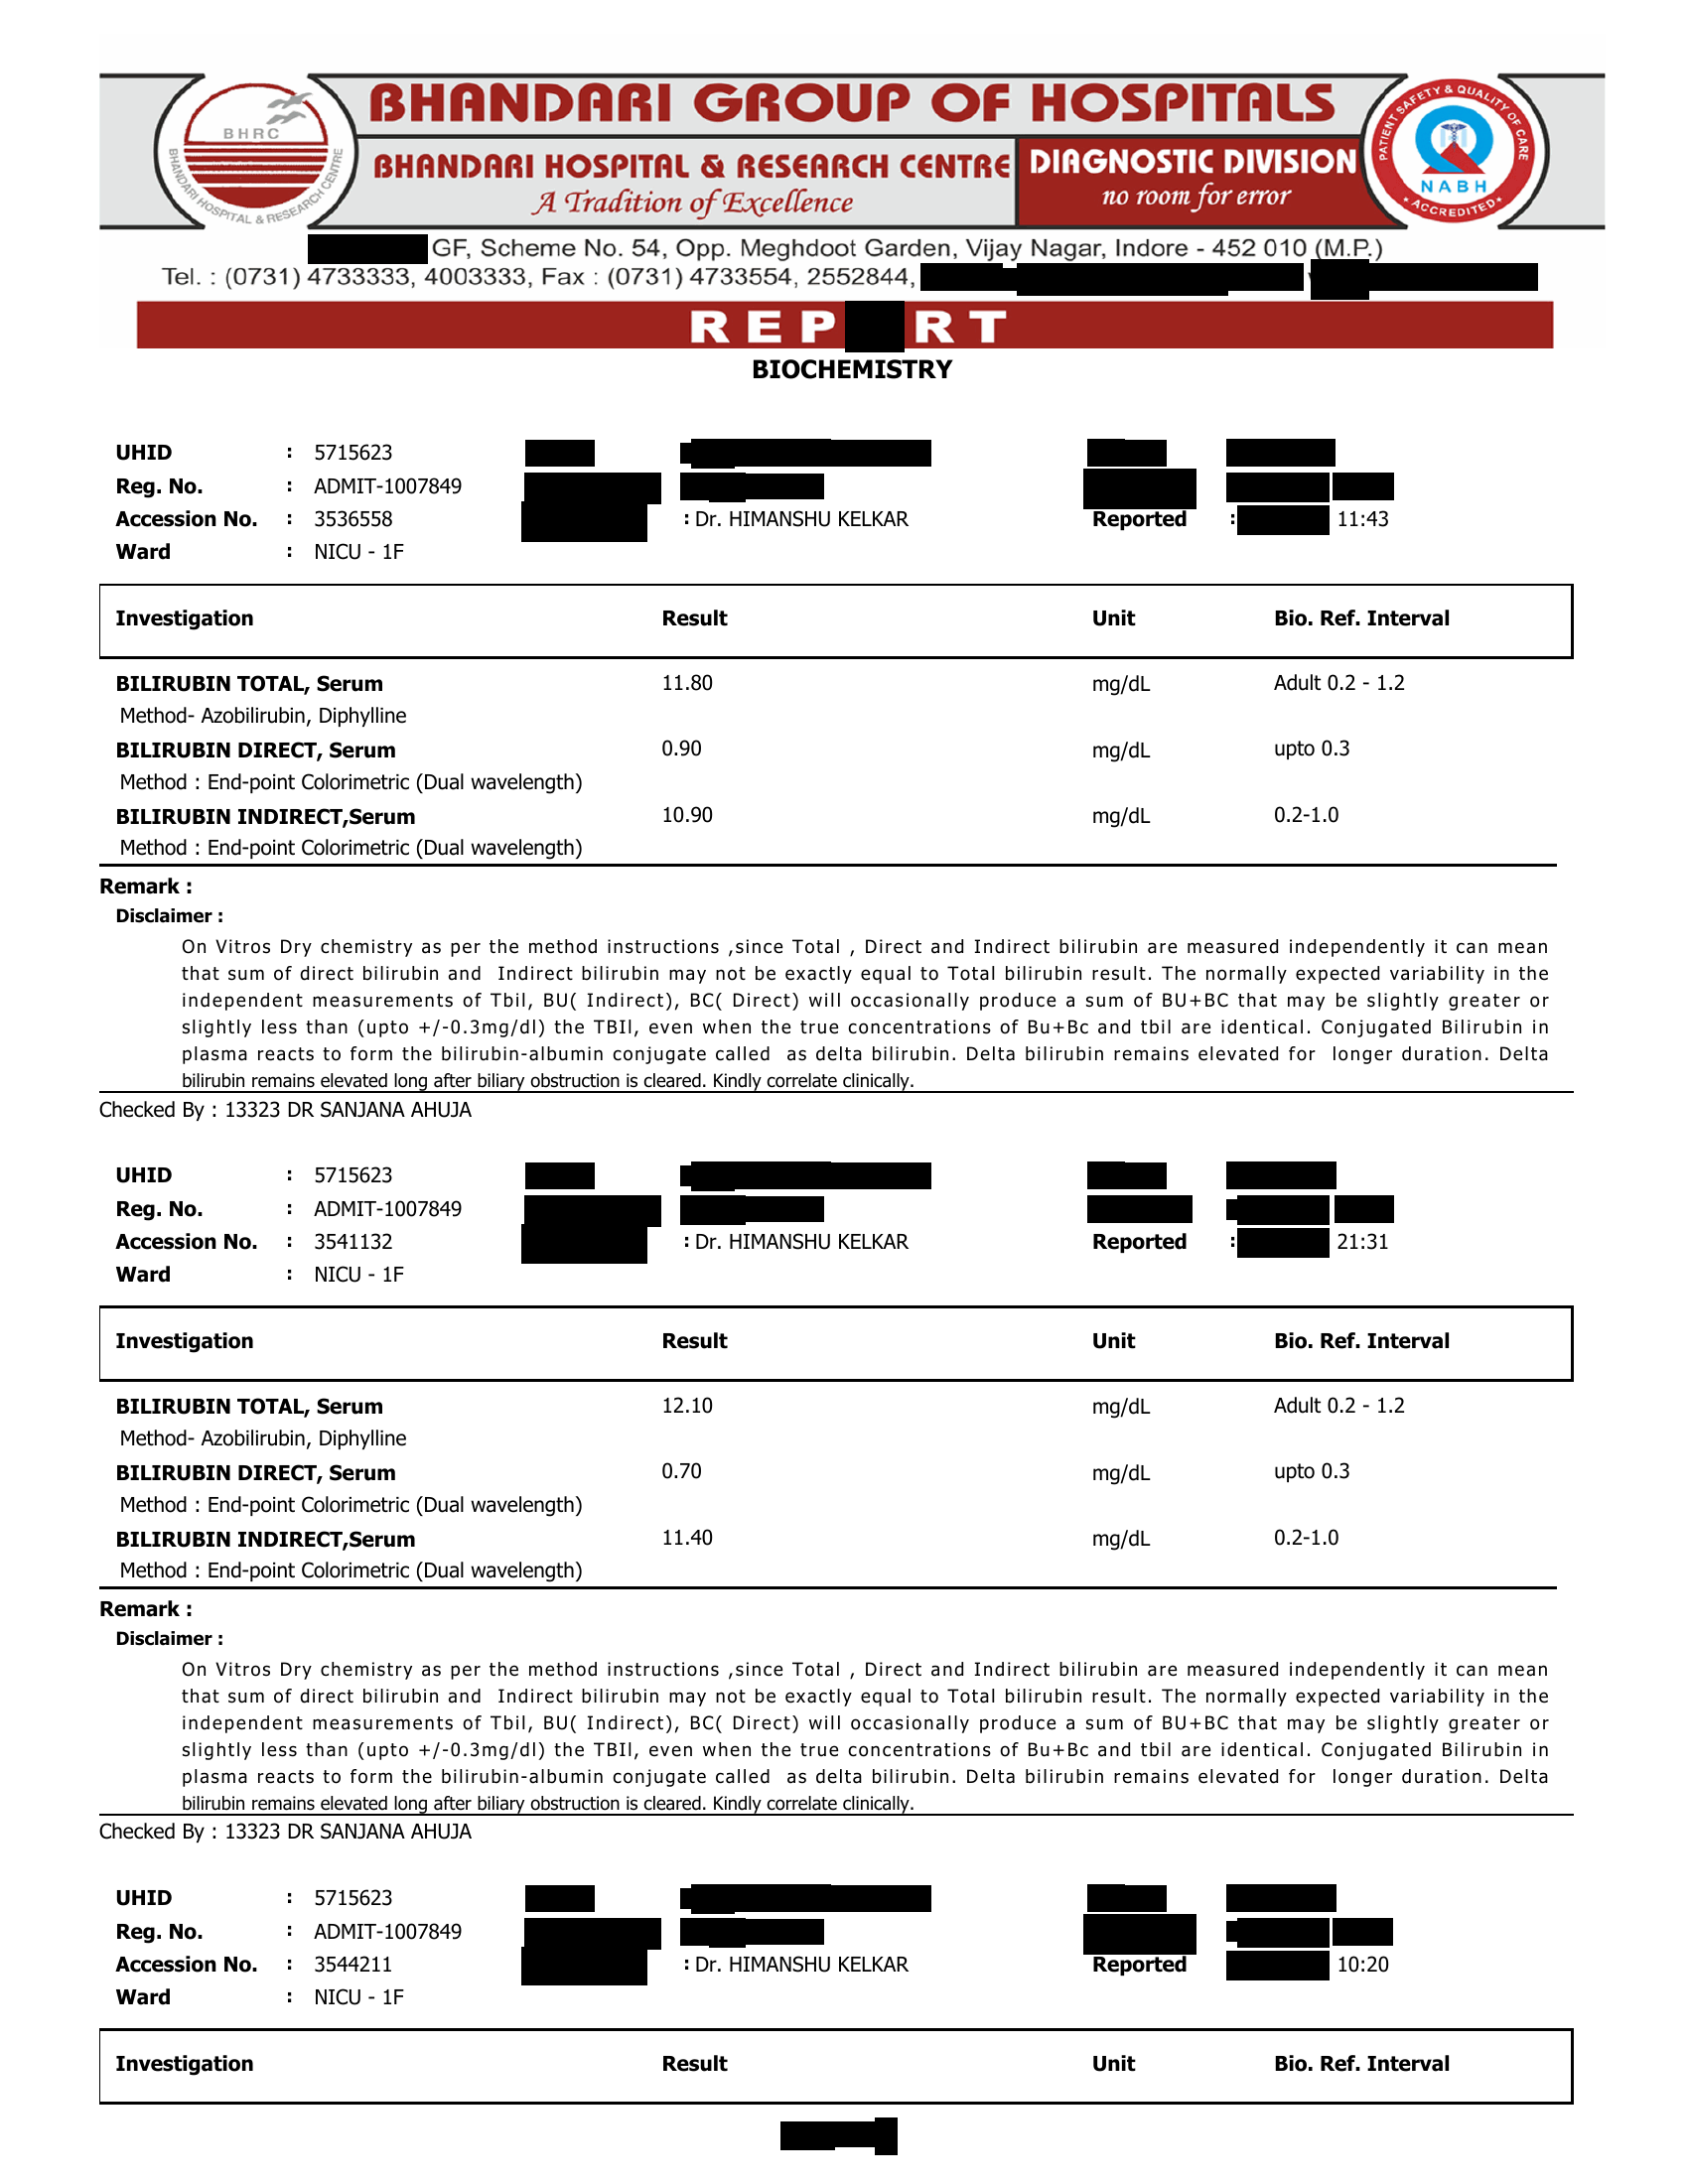 BHANDARI GROUP OF HOSPITALS
BHRC
BHANDARI HOSPITAL & RESEARCH CENTRE
BHANDARI HOSPITAL & RESEARCH CENTRE
A Tradition of Excellence
DIAGNOSTIC DIVISION
no room for error
PATIENT SAFETY & QUALITY OF CARE
NABH
ACCREDITED
GF, Scheme No. 54, Opp. Meghdoot Garden, Vijay Nagar, Indore - 452 010 (M.P.)
Tel. : (0731) 4733333, 4003333, Fax : (0731) 4733554, 2552844,
REP RT
BIOCHEMISTRY
UHID : 5715623
Reg. No. : ADMIT-1007849
Accession No. : 3536558 : Dr. HIMANSHU KELKAR Reported : 11:43
Ward : NICU - 1F
Investigation Result Unit Bio. Ref. Interval
BILIRUBIN TOTAL, Serum 11.80 mg/dL Adult 0.2 - 1.2
Method- Azobilirubin, Diphylline
BILIRUBIN DIRECT, Serum 0.90 mg/dL upto 0.3
Method : End-point Colorimetric (Dual wavelength)
BILIRUBIN INDIRECT,Serum 10.90 mg/dL 0.2-1.0
Method : End-point Colorimetric (Dual wavelength)
Remark :
Disclaimer :
On Vitros Dry chemistry as per the method instructions ,since Total , Direct and Indirect bilirubin are measured independently it can mean
that sum of direct bilirubin and Indirect bilirubin may not be exactly equal to Total bilirubin result. The normally expected variability in the
independent measurements of Tbil, BU( Indirect), BC( Direct) will occasionally produce a sum of BU+BC that may be slightly greater or
slightly less than (upto +/-0.3mg/dl) the TBIl, even when the true concentrations of Bu+Bc and tbil are identical. Conjugated Bilirubin in
plasma reacts to form the bilirubin-albumin conjugate called as delta bilirubin. Delta bilirubin remains elevated for longer duration. Delta
bilirubin remains elevated long after biliary obstruction is cleared. Kindly correlate clinically.
Checked By : 13323 DR SANJANA AHUJA
UHID : 5715623
Reg. No. : ADMIT-1007849
Accession No. : 3541132 : Dr. HIMANSHU KELKAR Reported : 21:31
Ward : NICU - 1F
Investigation Result Unit Bio. Ref. Interval
BILIRUBIN TOTAL, Serum 12.10 mg/dL Adult 0.2 - 1.2
Method- Azobilirubin, Diphylline
BILIRUBIN DIRECT, Serum 0.70 mg/dL upto 0.3
Method : End-point Colorimetric (Dual wavelength)
BILIRUBIN INDIRECT,Serum 11.40 mg/dL 0.2-1.0
Method : End-point Colorimetric (Dual wavelength)
Remark :
Disclaimer :
On Vitros Dry chemistry as per the method instructions ,since Total , Direct and Indirect bilirubin are measured independently it can mean
that sum of direct bilirubin and Indirect bilirubin may not be exactly equal to Total bilirubin result. The normally expected variability in the
independent measurements of Tbil, BU( Indirect), BC( Direct) will occasionally produce a sum of BU+BC that may be slightly greater or
slightly less than (upto +/-0.3mg/dl) the TBIl, even when the true concentrations of Bu+Bc and tbil are identical. Conjugated Bilirubin in
plasma reacts to form the bilirubin-albumin conjugate called as delta bilirubin. Delta bilirubin remains elevated for longer duration. Delta
bilirubin remains elevated long after biliary obstruction is cleared. Kindly correlate clinically.
Checked By : 13323 DR SANJANA AHUJA
UHID : 5715623
Reg. No. : ADMIT-1007849
Accession No. : 3544211 : Dr. HIMANSHU KELKAR Reported 10:20
Ward : NICU - 1F
Investigation Result Unit Bio. Ref. Interval